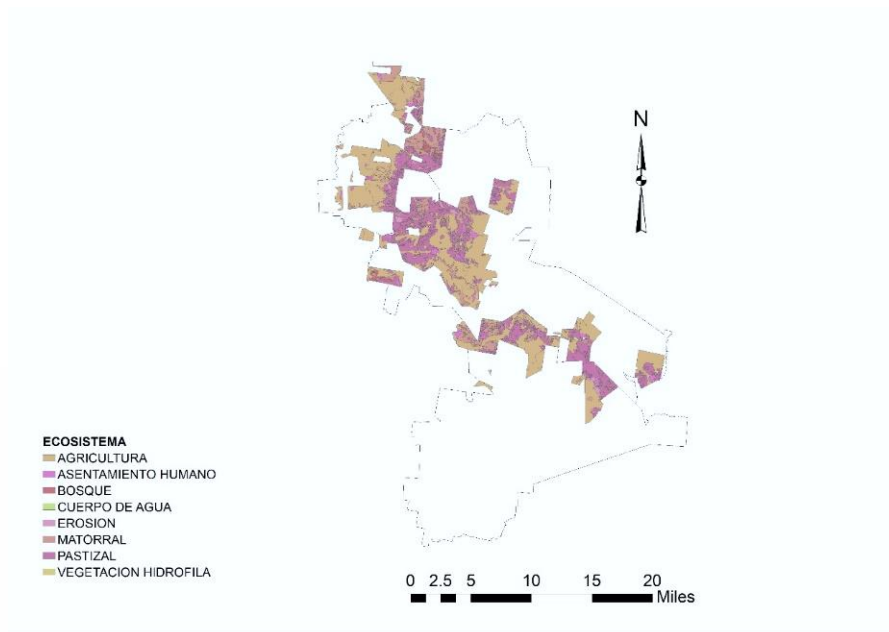 N
ECOSISTEMA
AGRICULTURA
ASENTAMIENTO HUMANO
BOSQUE
CUERPO DE AGUA
EROSION
MATORRAL
PASTIZAL
VEGETACION HIDROFILA
0 2.5 5 10 15 20
Miles